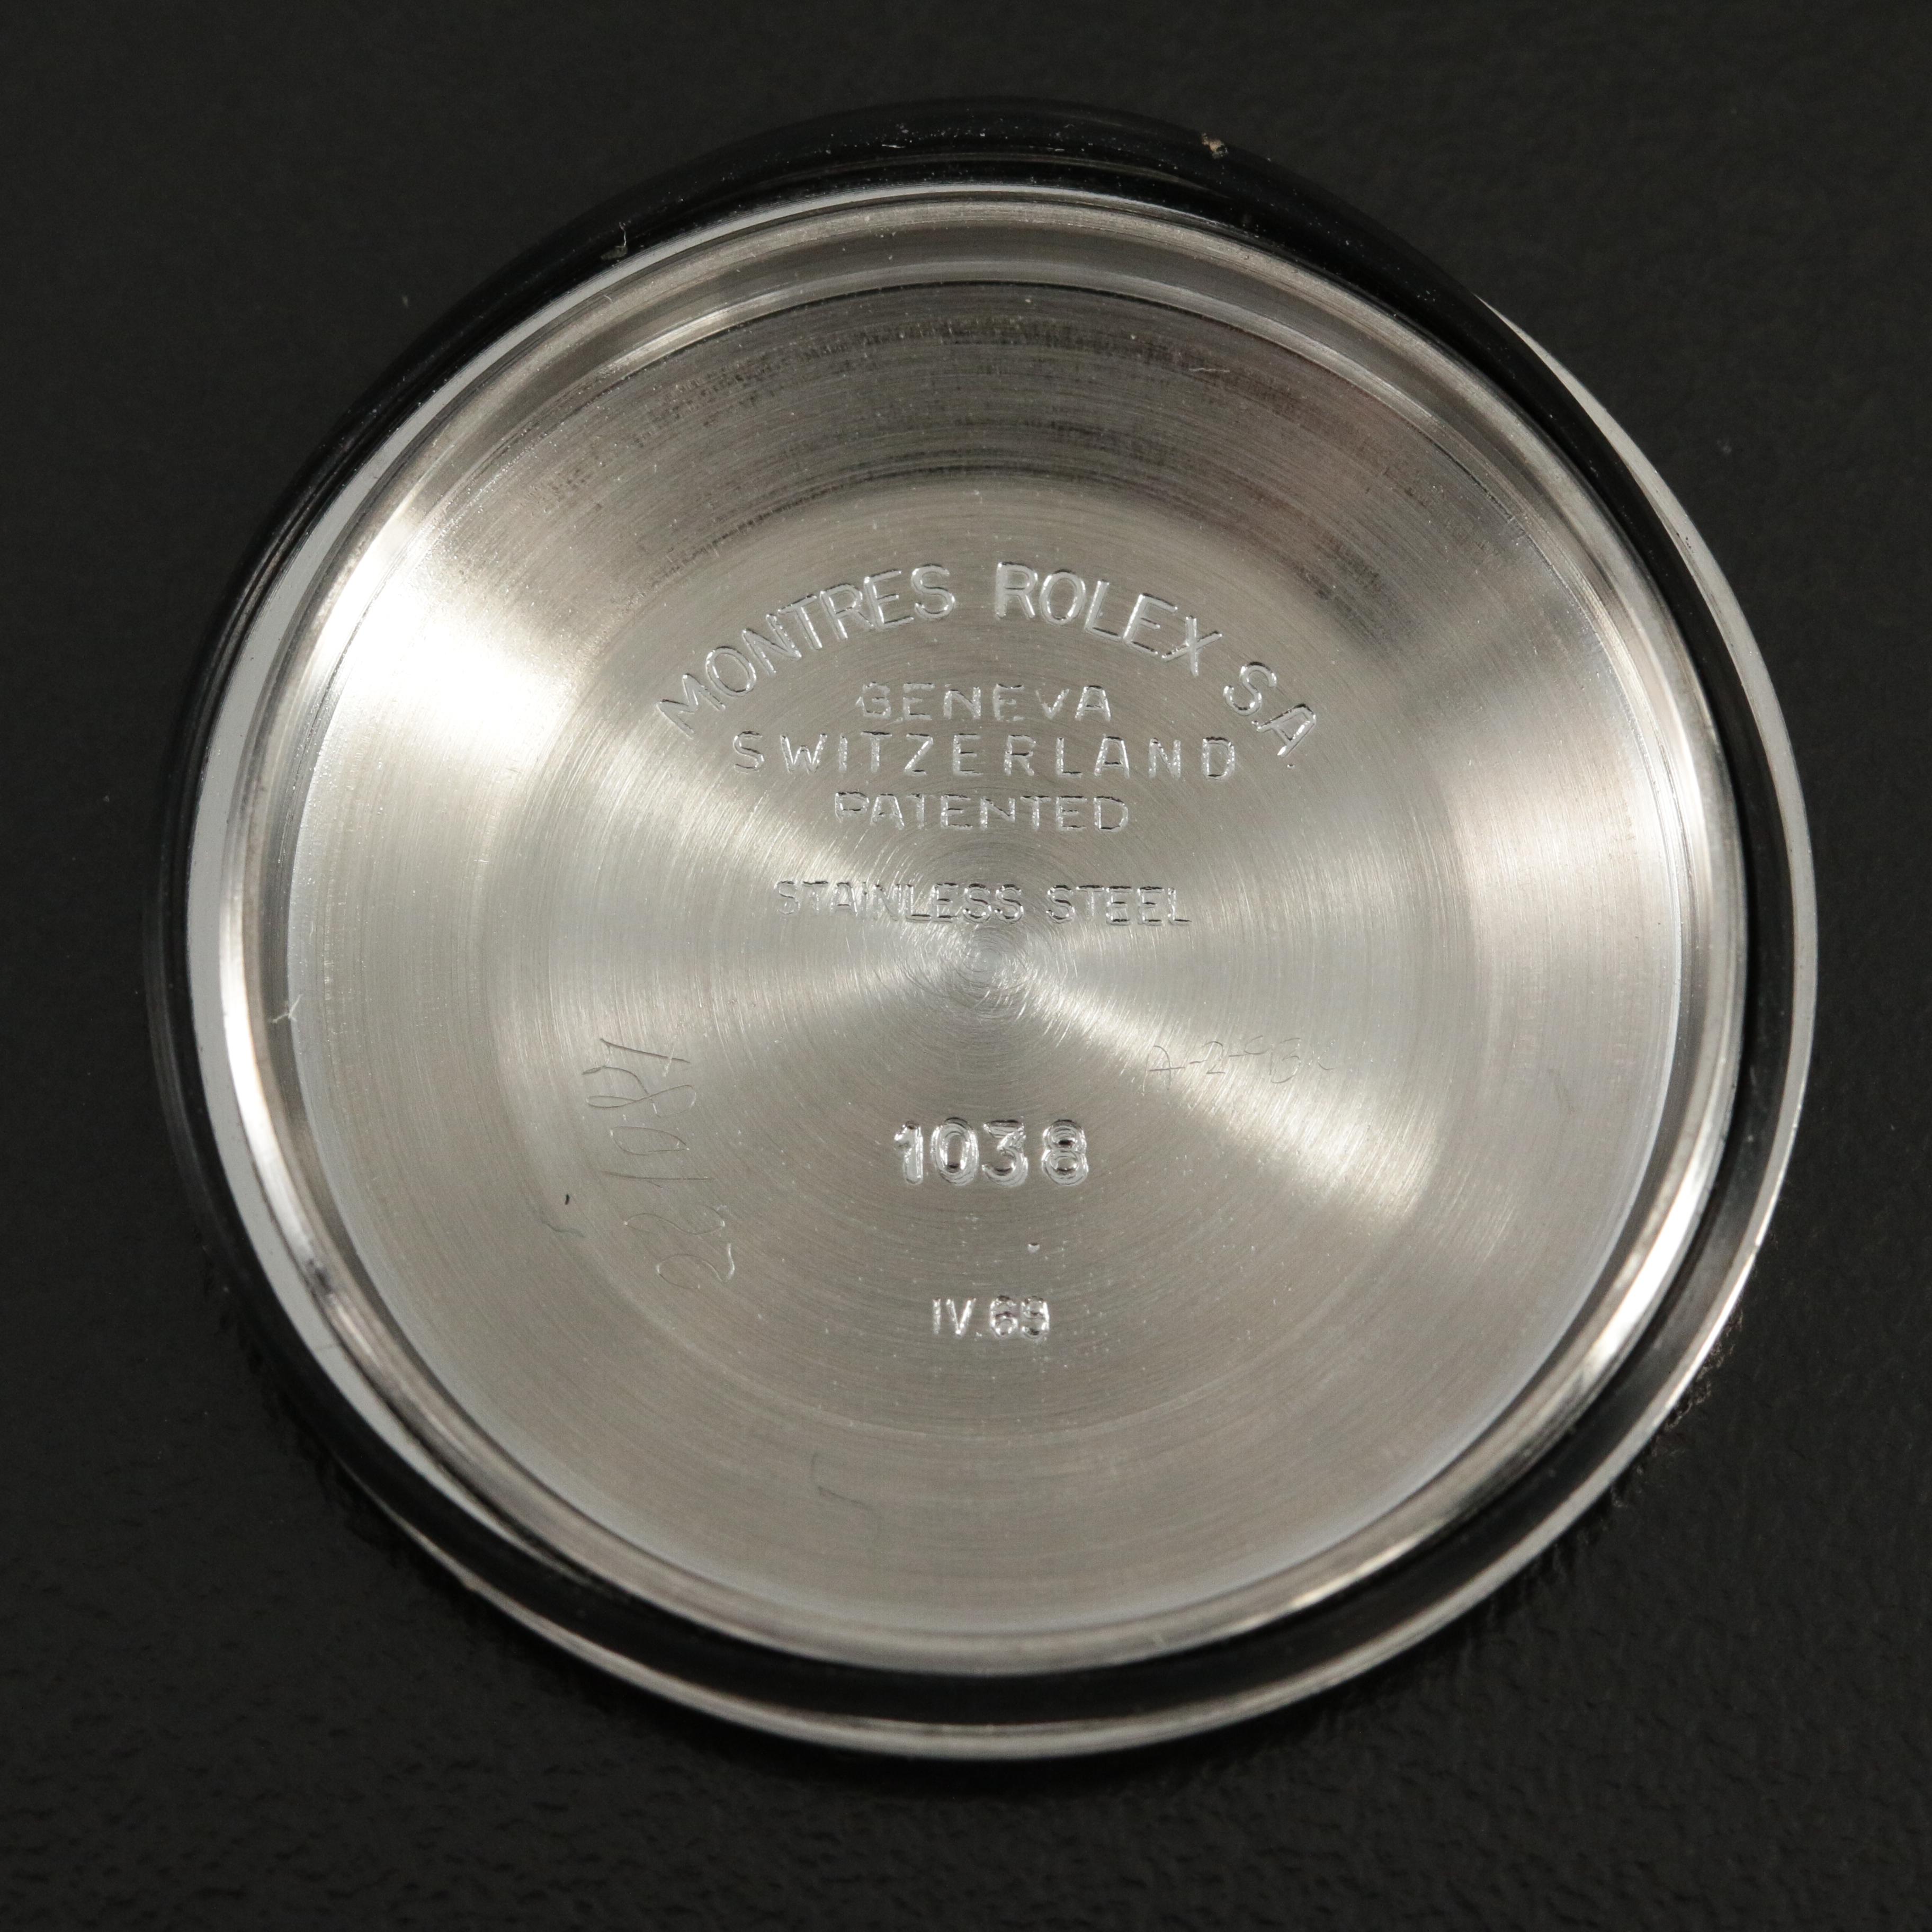 MONTRES ROLEX S.A.
GENEVA
SWITZERLAND
PATENTED
STAINLESS STEEL
1038
IV.69